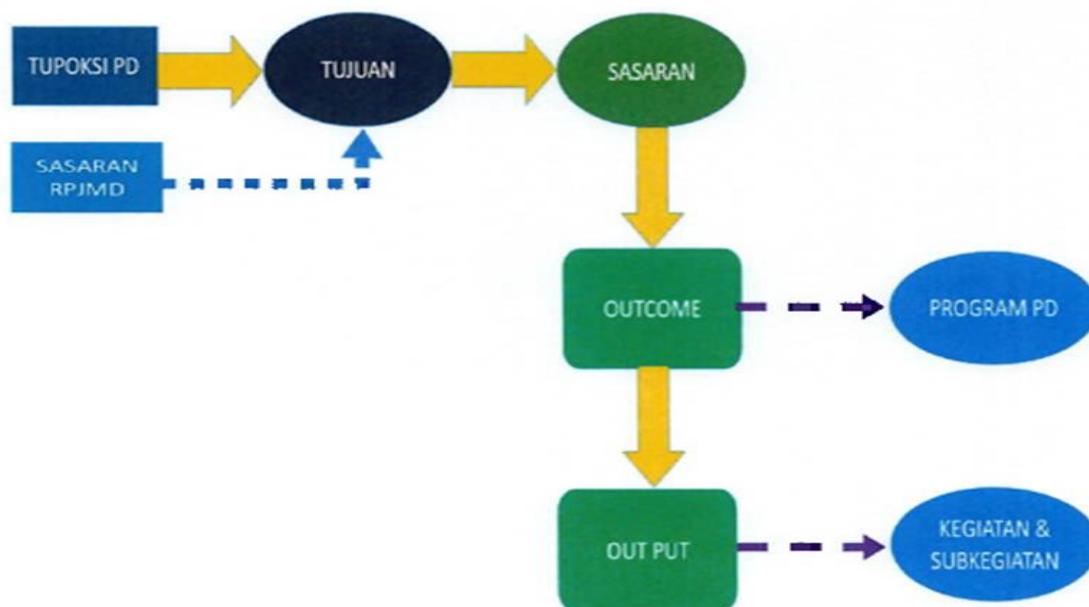 TUPOKSI PD
TUJUAN
SASARAN
SASARAN
RPJMD
OUTCOME
PROGRAM PD
OUT PUT
KEGIATAN &
SUBKEGIATAN